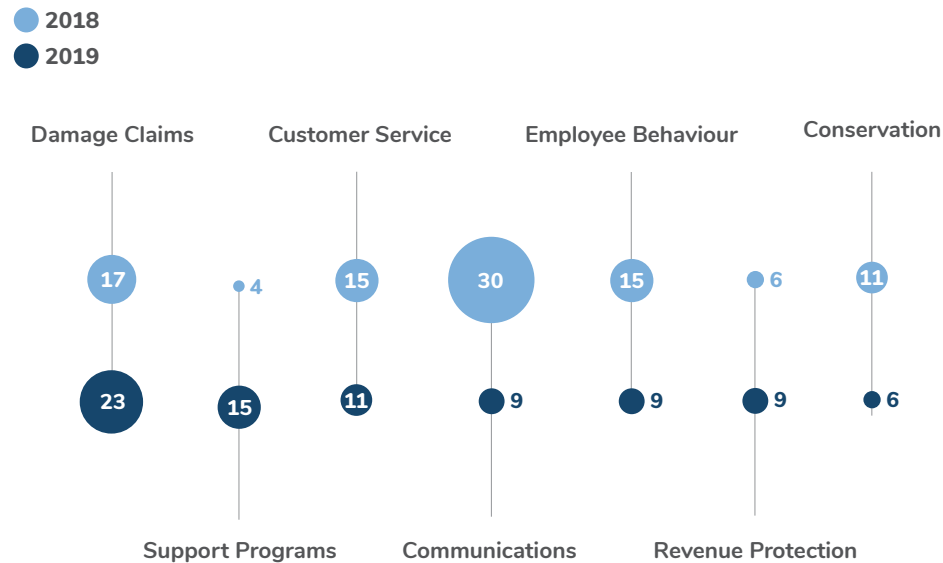 2018
2019
Damage Claims
Customer Service
Employee Behaviour
Conservation
17
4
15
30
15
6
11
23
15
11
9
9
9
6
Support Programs
Communications
Revenue Protection